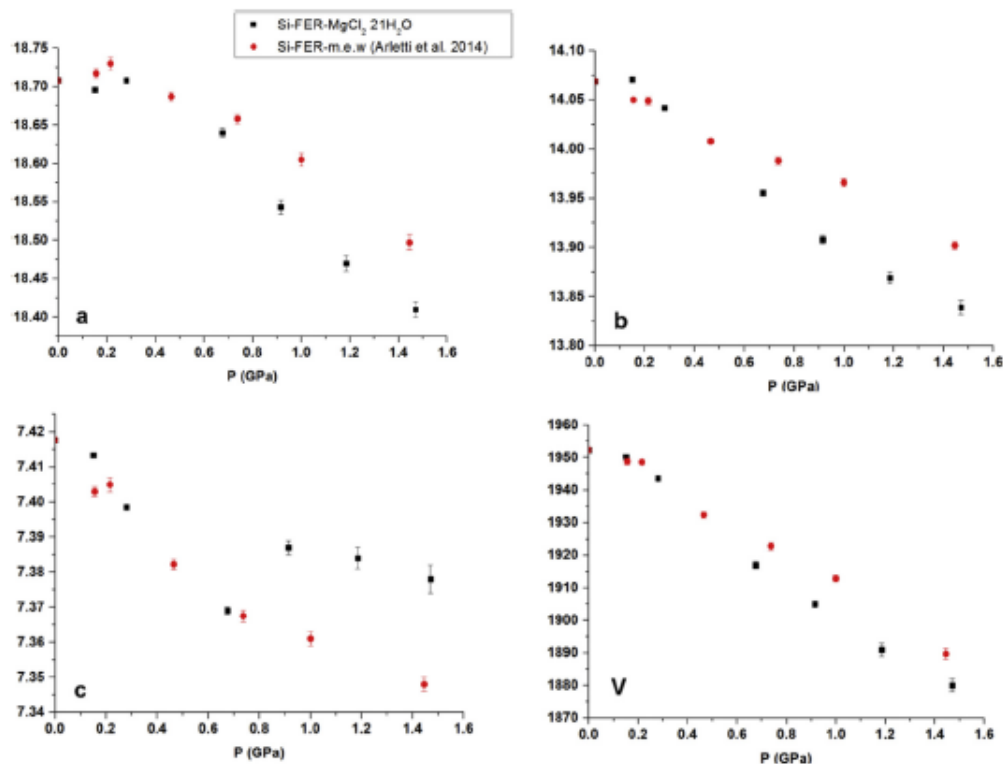 Si-FER-MgCl₂ 21H₂O
Si-FER-m.e.w (Arletti et al. 2014)
18.75
18.70
18.65
18.60
18.55
18.50
18.45
18.40
a
0.0 0.2 0.4 0.6 0.8 1.0 1.2 1.4 1.6
P (GPa)
14.10
14.05
14.00
13.95
13.90
13.85
13.80
b
0.0 0.2 0.4 0.6 0.8 1.0 1.2 1.4 1.6
P (GPa)
7.42
7.41
7.40
7.39
7.38
7.37
7.36
7.35
7.34
c
0.0 0.2 0.4 0.6 0.8 1.0 1.2 1.4 1.6
P (GPa)
1960
1950
1940
1930
1920
1910
1900
1890
1880
1870
V
0.0 0.2 0.4 0.6 0.8 1.0 1.2 1.4 1.6
P (GPa)